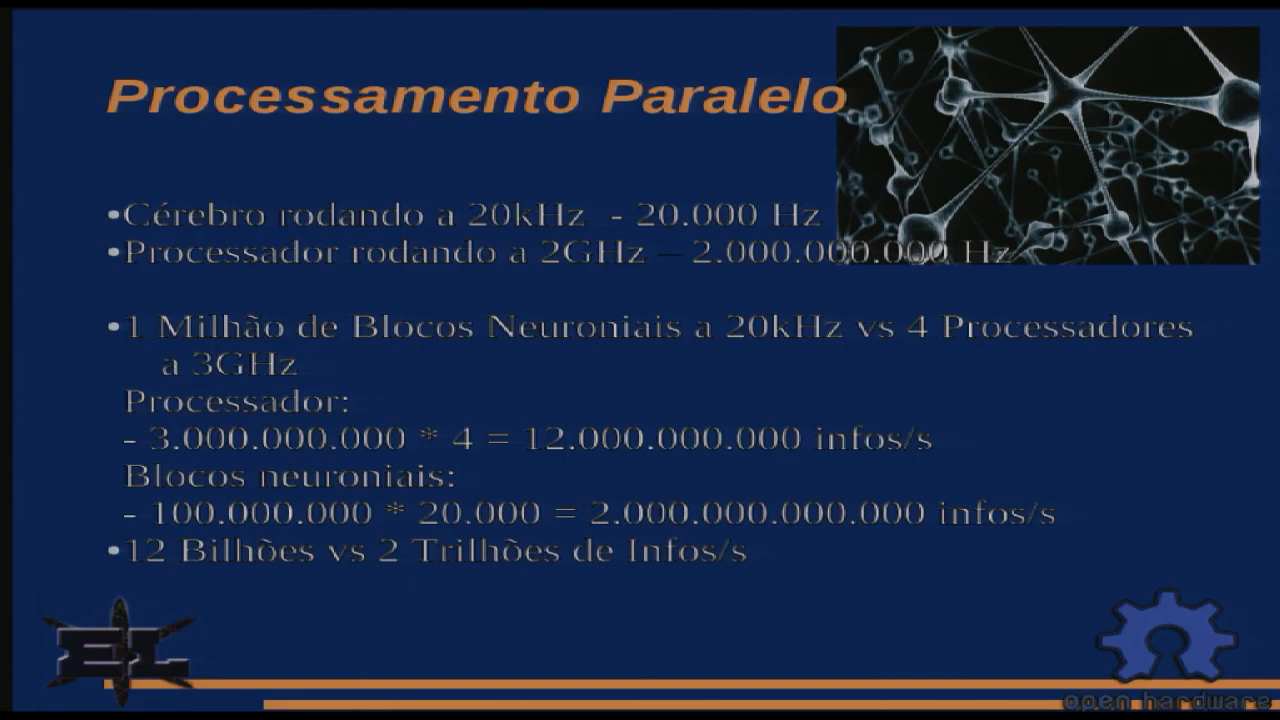 Processamento Paralelo
•Cérebro rodando a 20kHz - 20.000 Hz
•Processador rodando a 2GHz – 2.000.000.000 Hz
•1 Milhão de Blocos Neuroniais a 20kHz vs 4 Processadores
a 3GHz
Processador:
- 3.000.000.000 * 4 = 12.000.000.000 infos/s
Blocos neuroniais:
- 100.000.000 * 20.000 = 2.000.000.000.000 infos/s
•12 Bilhões vs 2 Trilhões de Infos/s
EL
open hardware